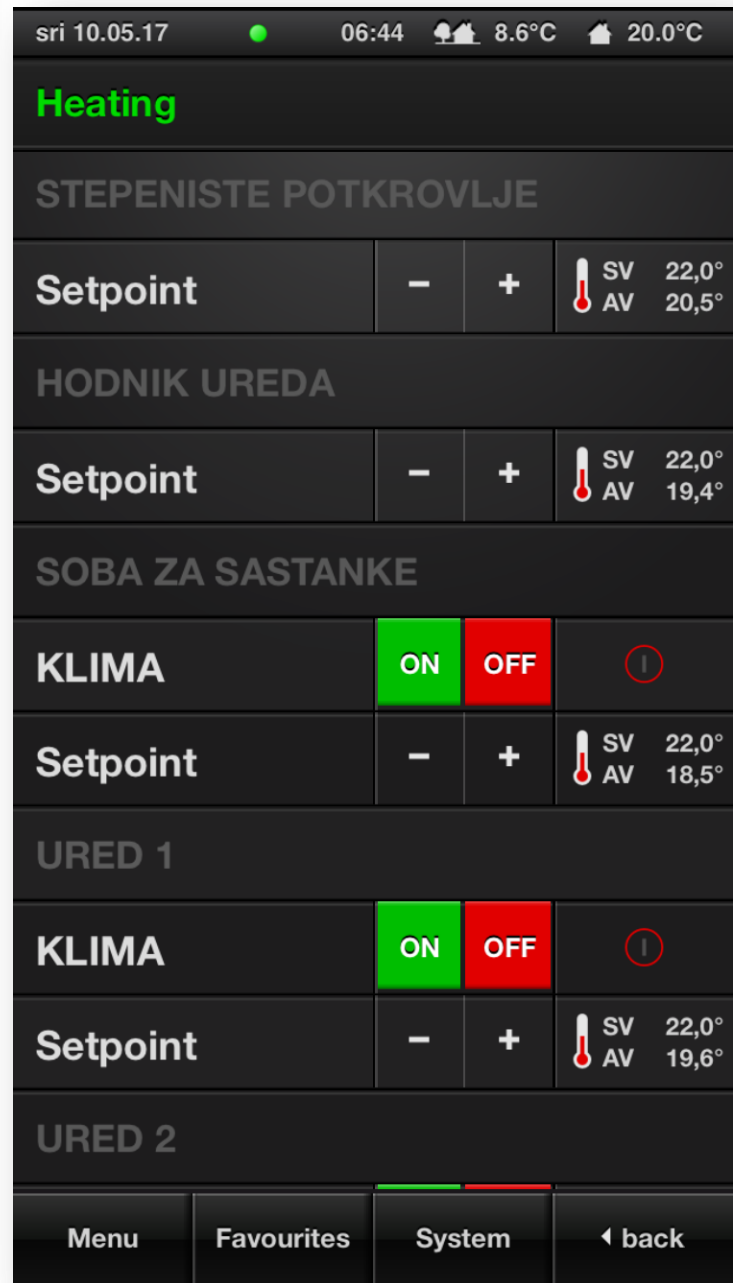 sri 10.05.17 06:44 8.6°C 20.0°C
Heating
STEPENISTE POTKROVLJE
Setpoint − + SV 22,0°
AV 20,5°
HODNIK UREDA
Setpoint − + SV 22,0°
AV 19,4°
SOBA ZA SASTANKE
KLIMA ON OFF
Setpoint − + SV 22,0°
AV 18,5°
URED 1
KLIMA ON OFF
Setpoint − + SV 22,0°
AV 19,6°
URED 2
Menu Favourites System back